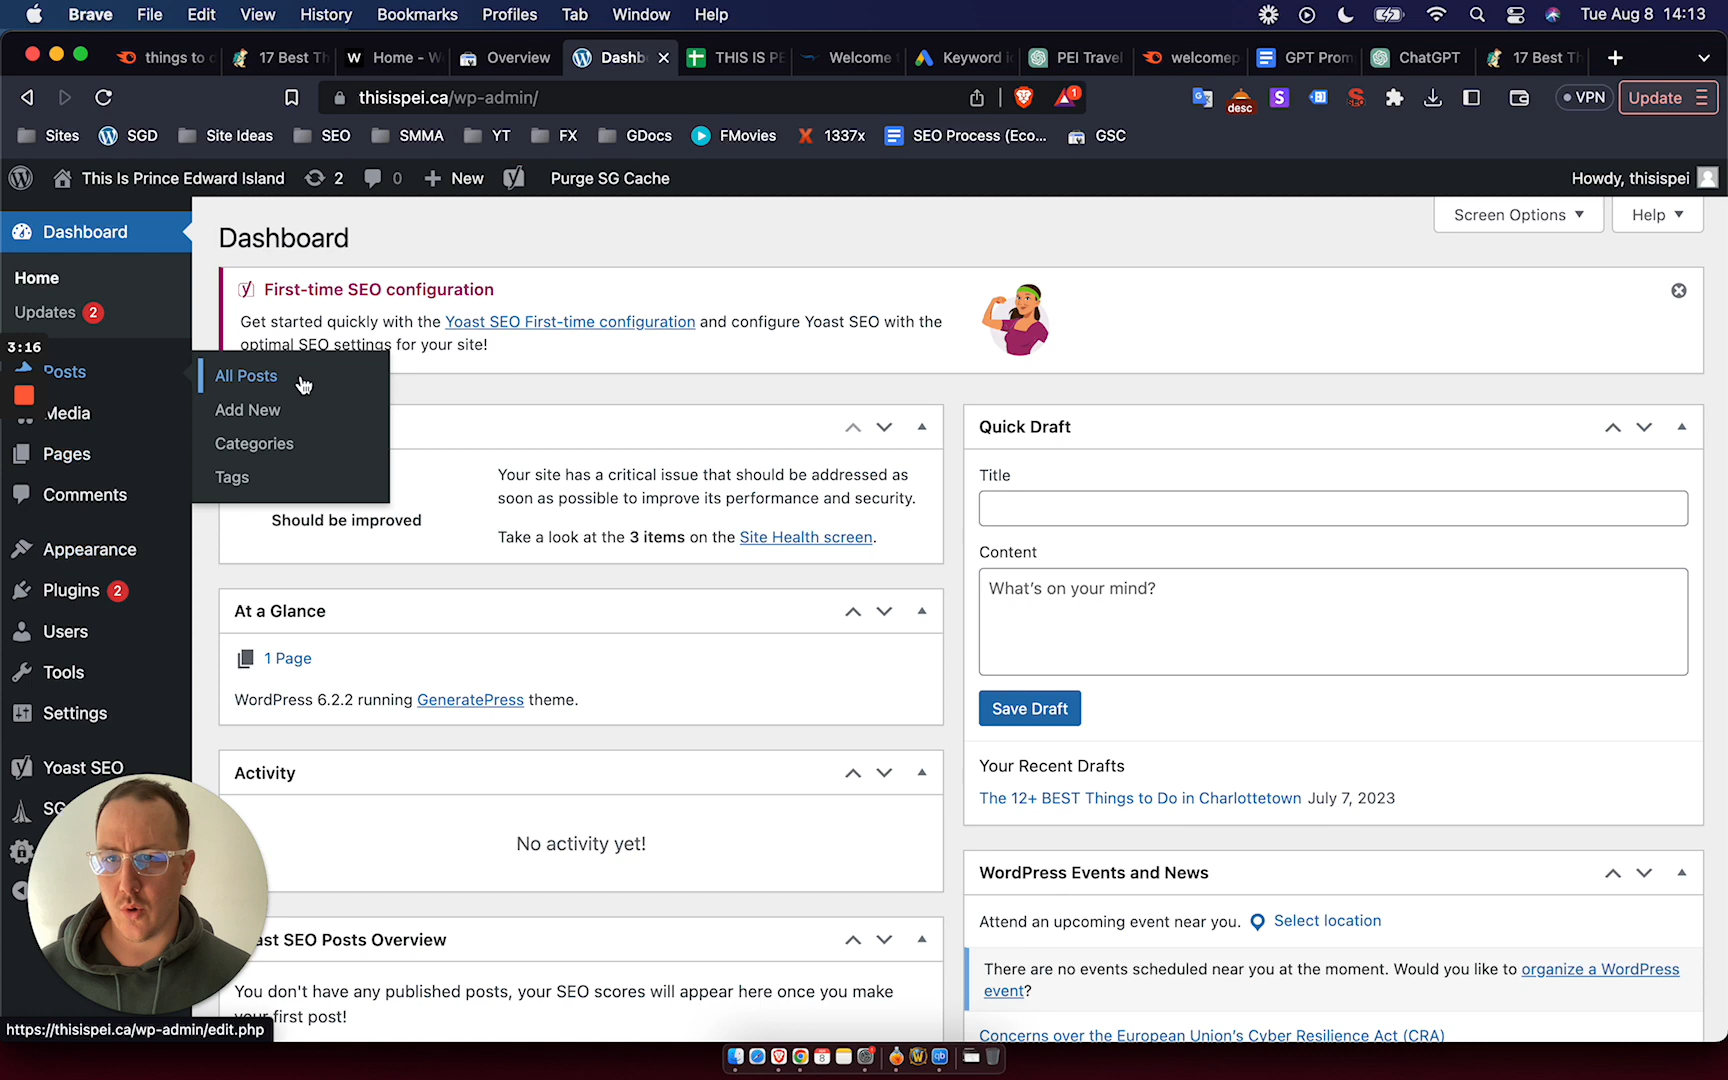 Brave File Edit View History Bookmarks Profiles Tab Window Help Tue Aug 8 14:13
things to 17 Best Th Home - W Overview Dashb THIS IS PE Welcome Keyword PEI Travel welcomep GPT Prom ChatGPT 17 Best Th
thisispei.ca/wp-admin/ 1 desc VPN Update
Sites SGD Site Ideas SEO SMMA YT FX GDocs FMovies 1337x SEO Process (Eco... GSC
This Is Prince Edward Island 2 0 New Purge SG Cache Howdy, thisispei
Screen Options Help
Dashboard
Home
Updates 2
3:16
Posts
Media
Pages
Comments
Appearance
Plugins 2
Users
Tools
Settings
Yoast SEO
All Posts
Add New
Categories
Tags
Dashboard
First-time SEO configuration
Get started quickly with the Yoast SEO First-time configuration and configure Yoast SEO with the
optimal SEO settings for your site!
Your site has a critical issue that should be addressed as
soon as possible to improve its performance and security.
Should be improved
Take a look at the 3 items on the Site Health screen.
At a Glance
1 Page
WordPress 6.2.2 running GeneratePress theme.
Activity
No activity yet!
ast SEO Posts Overview
You don't have any published posts, your SEO scores will appear here once you make
your first post!
Quick Draft
Title
Content
What's on your mind?
Save Draft
Your Recent Drafts
The 12+ BEST Things to Do in Charlottetown July 7, 2023
WordPress Events and News
Attend an upcoming event near you. Select location
There are no events scheduled near you at the moment. Would you like to organize a WordPress
event?
Concerns over the European Union's Cyber Resilience Act (CRA)
https://thisispei.ca/wp-admin/edit.php